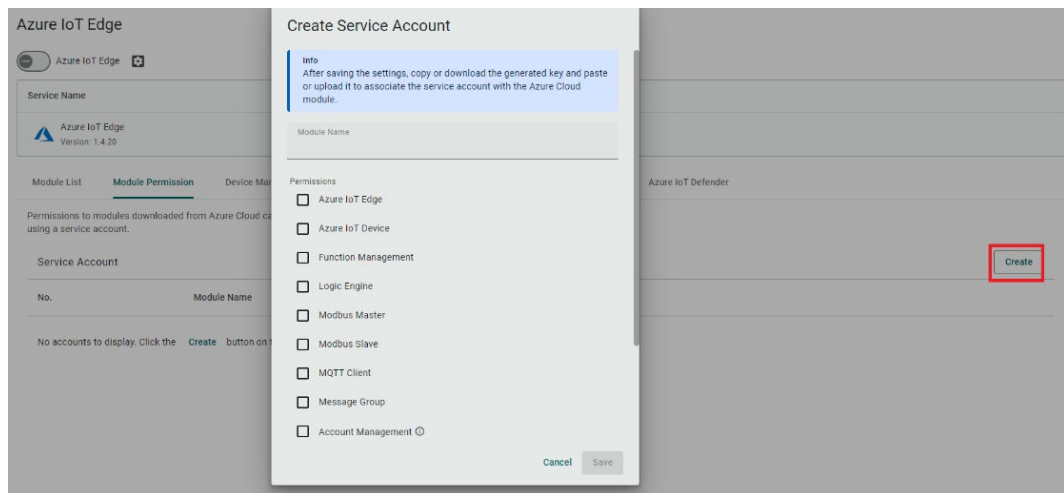 Azure IoT Edge
Azure IoT Edge
Service Name
Azure IoT Edge
Version: 1.4.20
Module List
Module Permission
Device Mar
Azure IoT Defender
Permissions to modules downloaded from Azure Cloud ca
using a service account.
Service Account
Create
No.
Module Name
No accounts to display. Click the Create button on t
Create Service Account
Info
After saving the settings, copy or download the generated key and paste
or upload it to associate the service account with the Azure Cloud
module.
Module Name
Permissions
Azure IoT Edge
Azure IoT Device
Function Management
Logic Engine
Modbus Master
Modbus Slave
MQTT Client
Message Group
Account Management
Cancel
Save